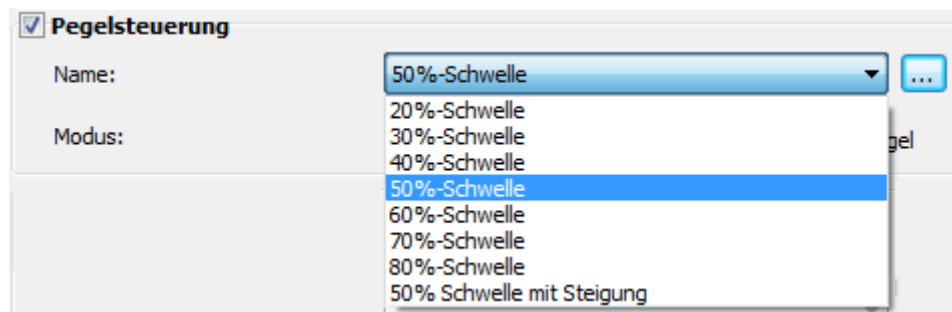 Pegelsteuerung
Name: 50%-Schwelle ...
20%-Schwelle
30%-Schwelle
Modus: gel
40%-Schwelle
50%-Schwelle
60%-Schwelle
70%-Schwelle
80%-Schwelle
50% Schwelle mit Steigung